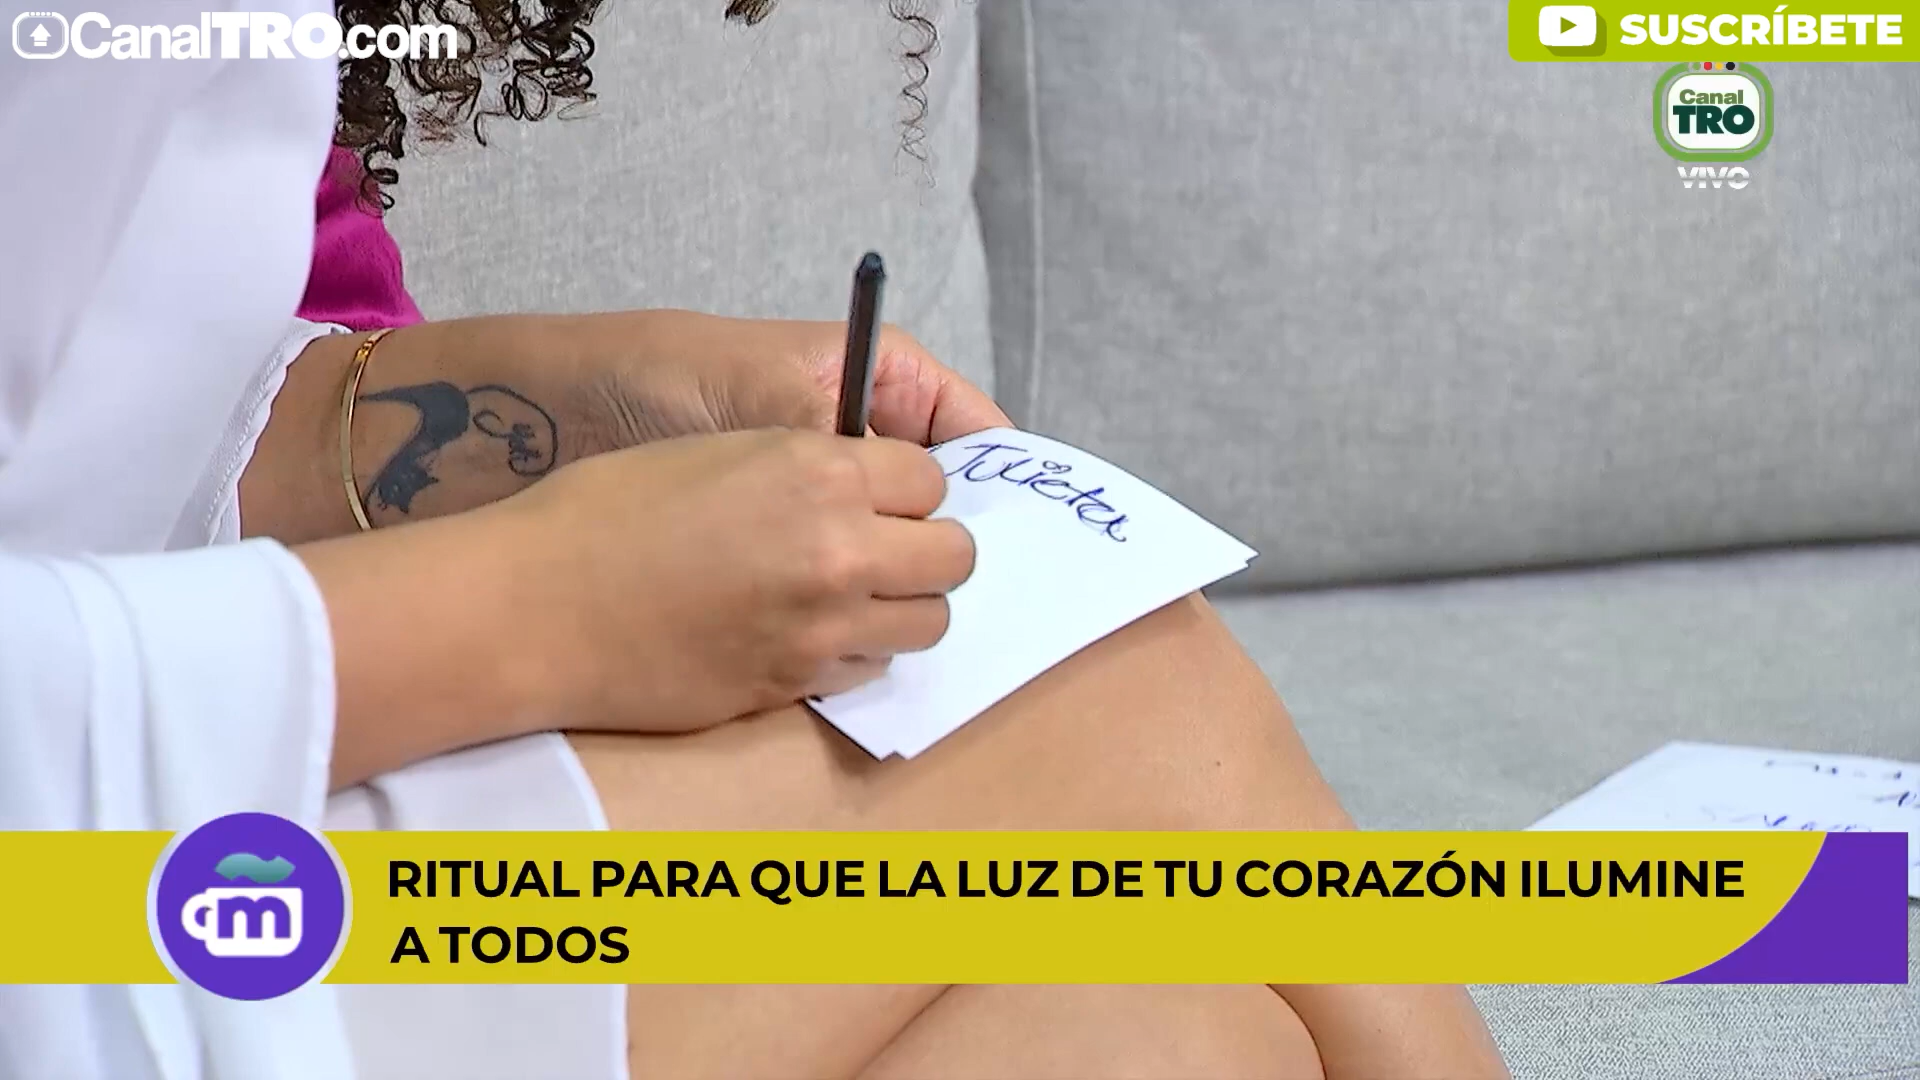 CanalTRO.com
SUSCRÍBETE
Canal
TRO
VIVO
Julieta
m
RITUAL PARA QUE LA LUZ DE TU CORAZÓN ILUMINE
A TODOS